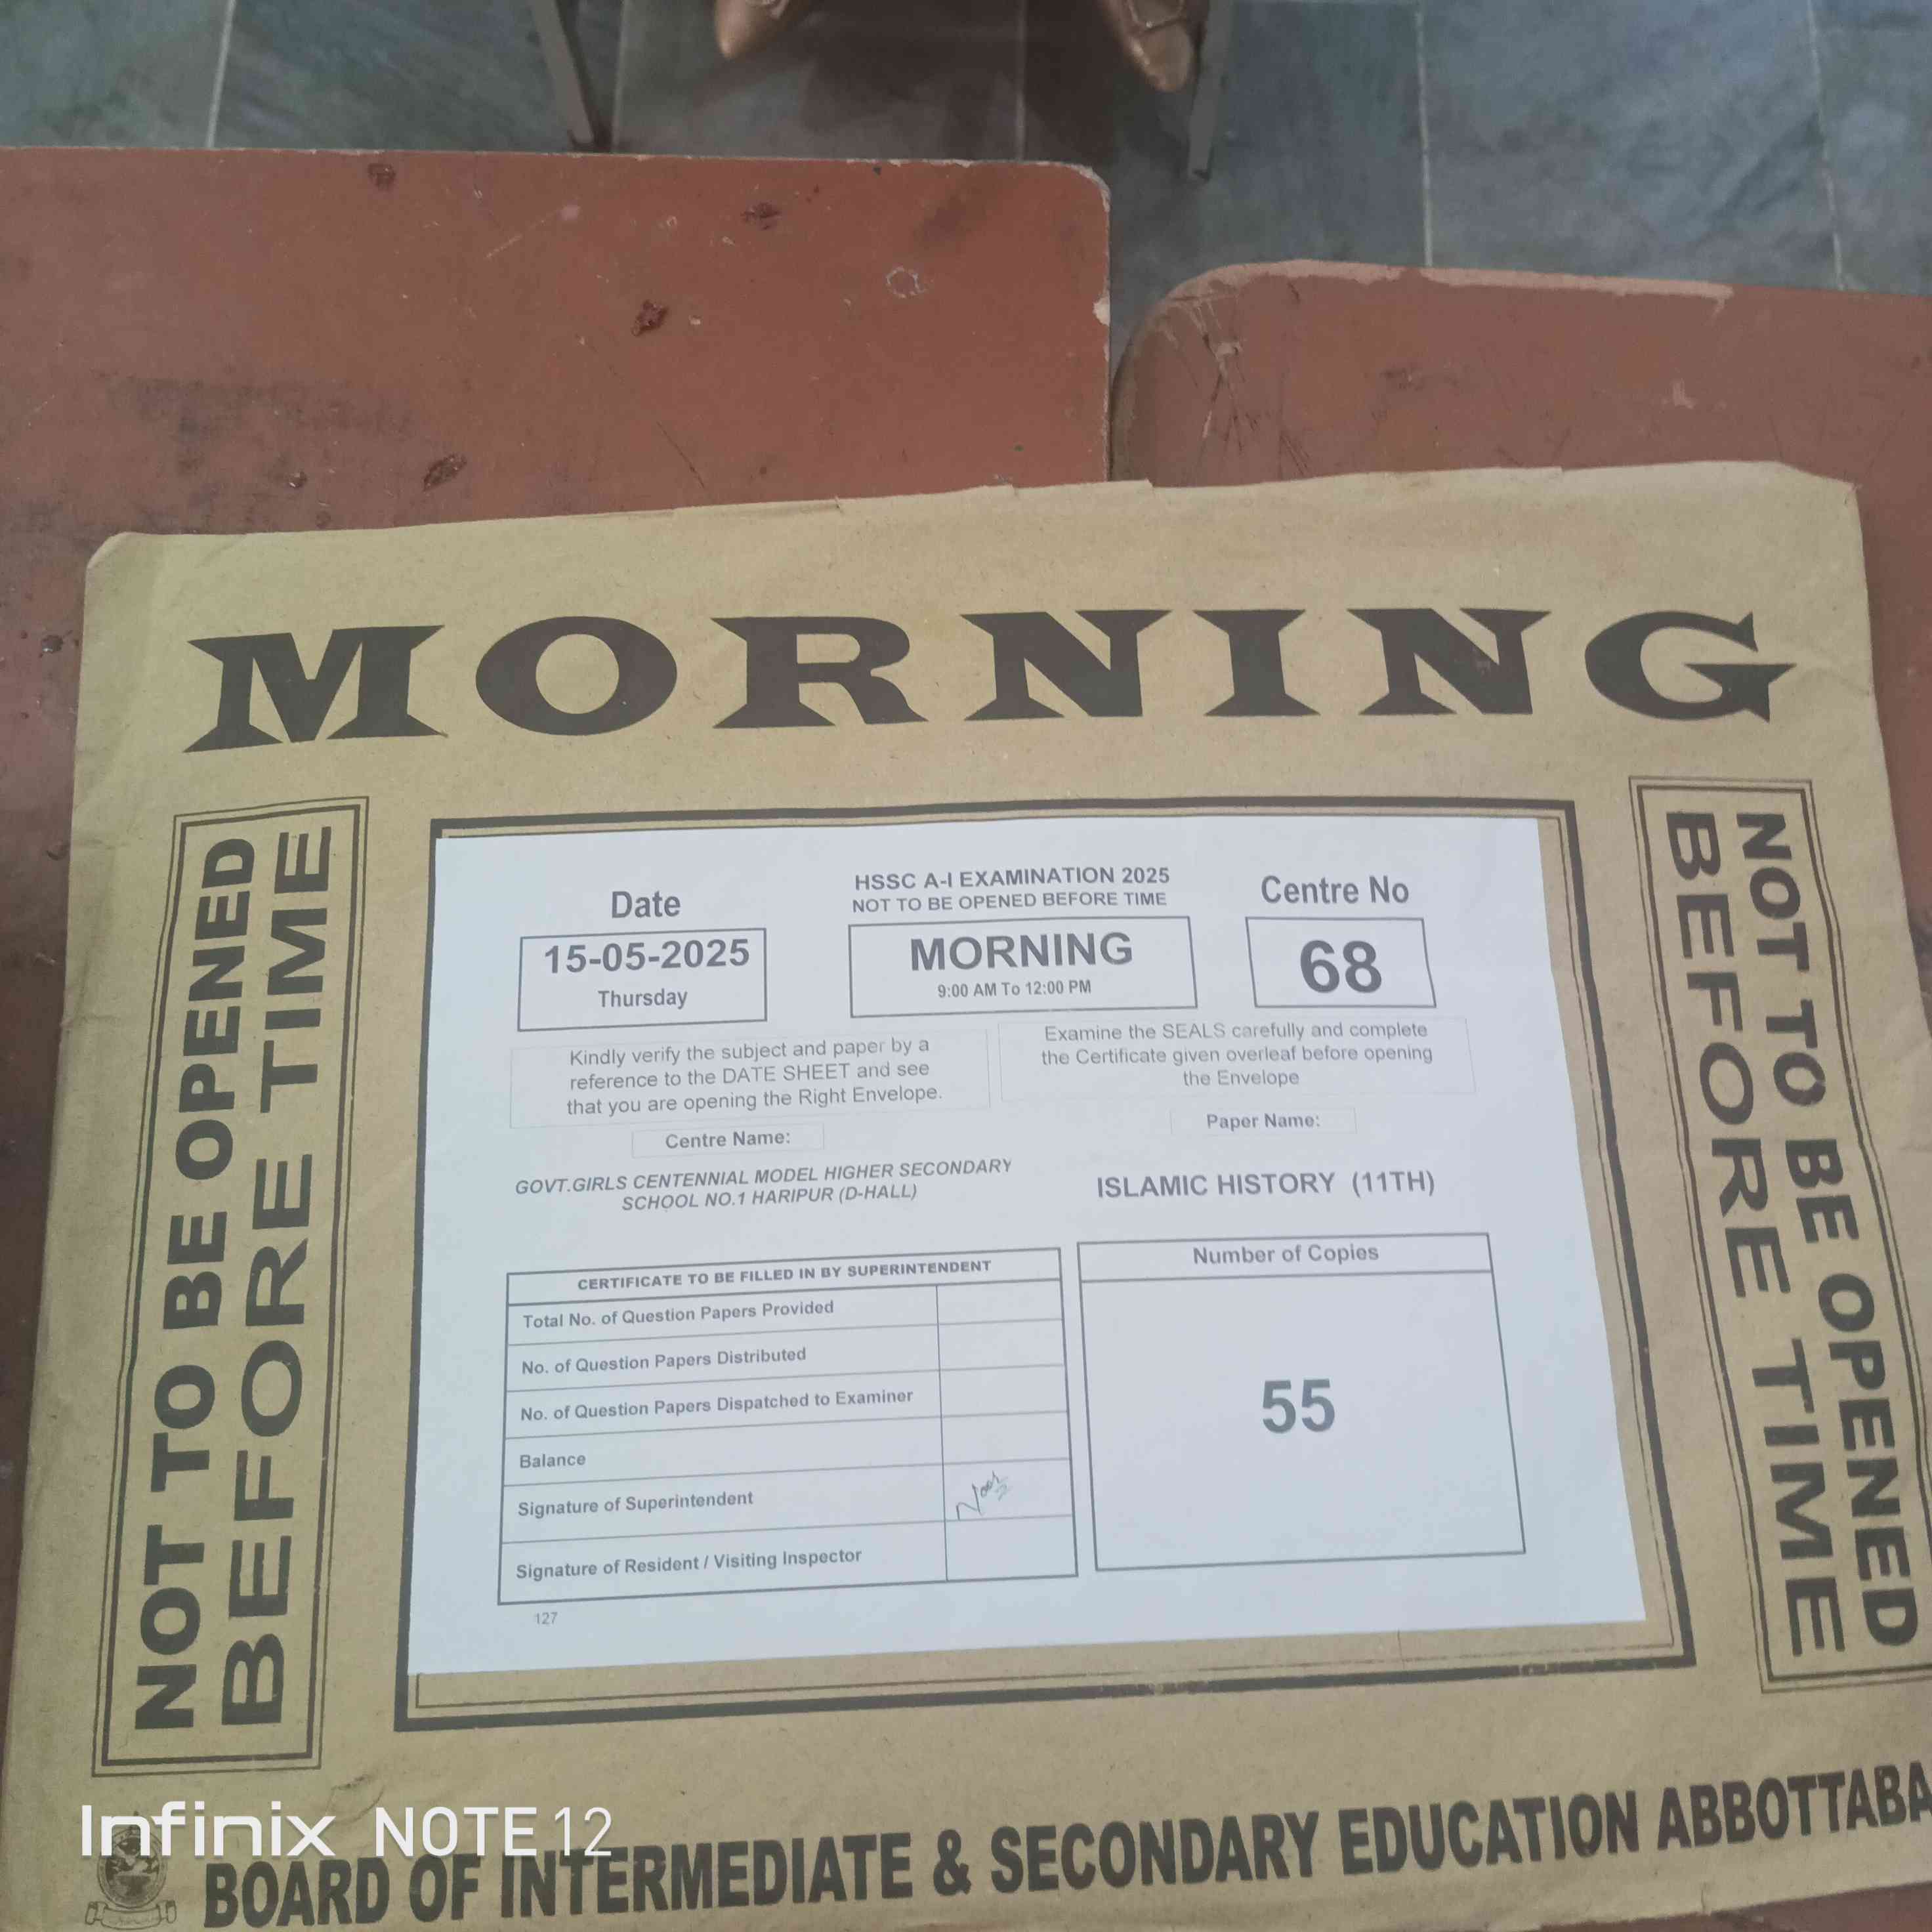 MORNING
NOT TO BE OPENED
BEFORE TIME
NOT TO BE OPENED
BEFORE TIME
Date
15-05-2025
Thursday
HSSC A-I EXAMINATION 2025
NOT TO BE OPENED BEFORE TIME
MORNING
9:00 AM To 12:00 PM
Centre No
68
Kindly verify the subject and paper by a
reference to the DATE SHEET and see
that you are opening the Right Envelope.
Examine the SEALS carefully and complete
the Certificate given overleaf before opening
the Envelope
Centre Name:
GOVT.GIRLS CENTENNIAL MODEL HIGHER SECONDARY
SCHOOL NO.1 HARIPUR (D-HALL)
Paper Name:
ISLAMIC HISTORY (11TH)
CERTIFICATE TO BE FILLED IN BY SUPERINTENDENT
Total No. of Question Papers Provided
No. of Question Papers Distributed
No. of Question Papers Dispatched to Examiner
Balance
Signature of Superintendent
Signature of Resident / Visiting Inspector
127
Number of Copies
55
BOARD OF INTERMEDIATE & SECONDARY EDUCATION ABBOTTABA
Infinix NOTE 12